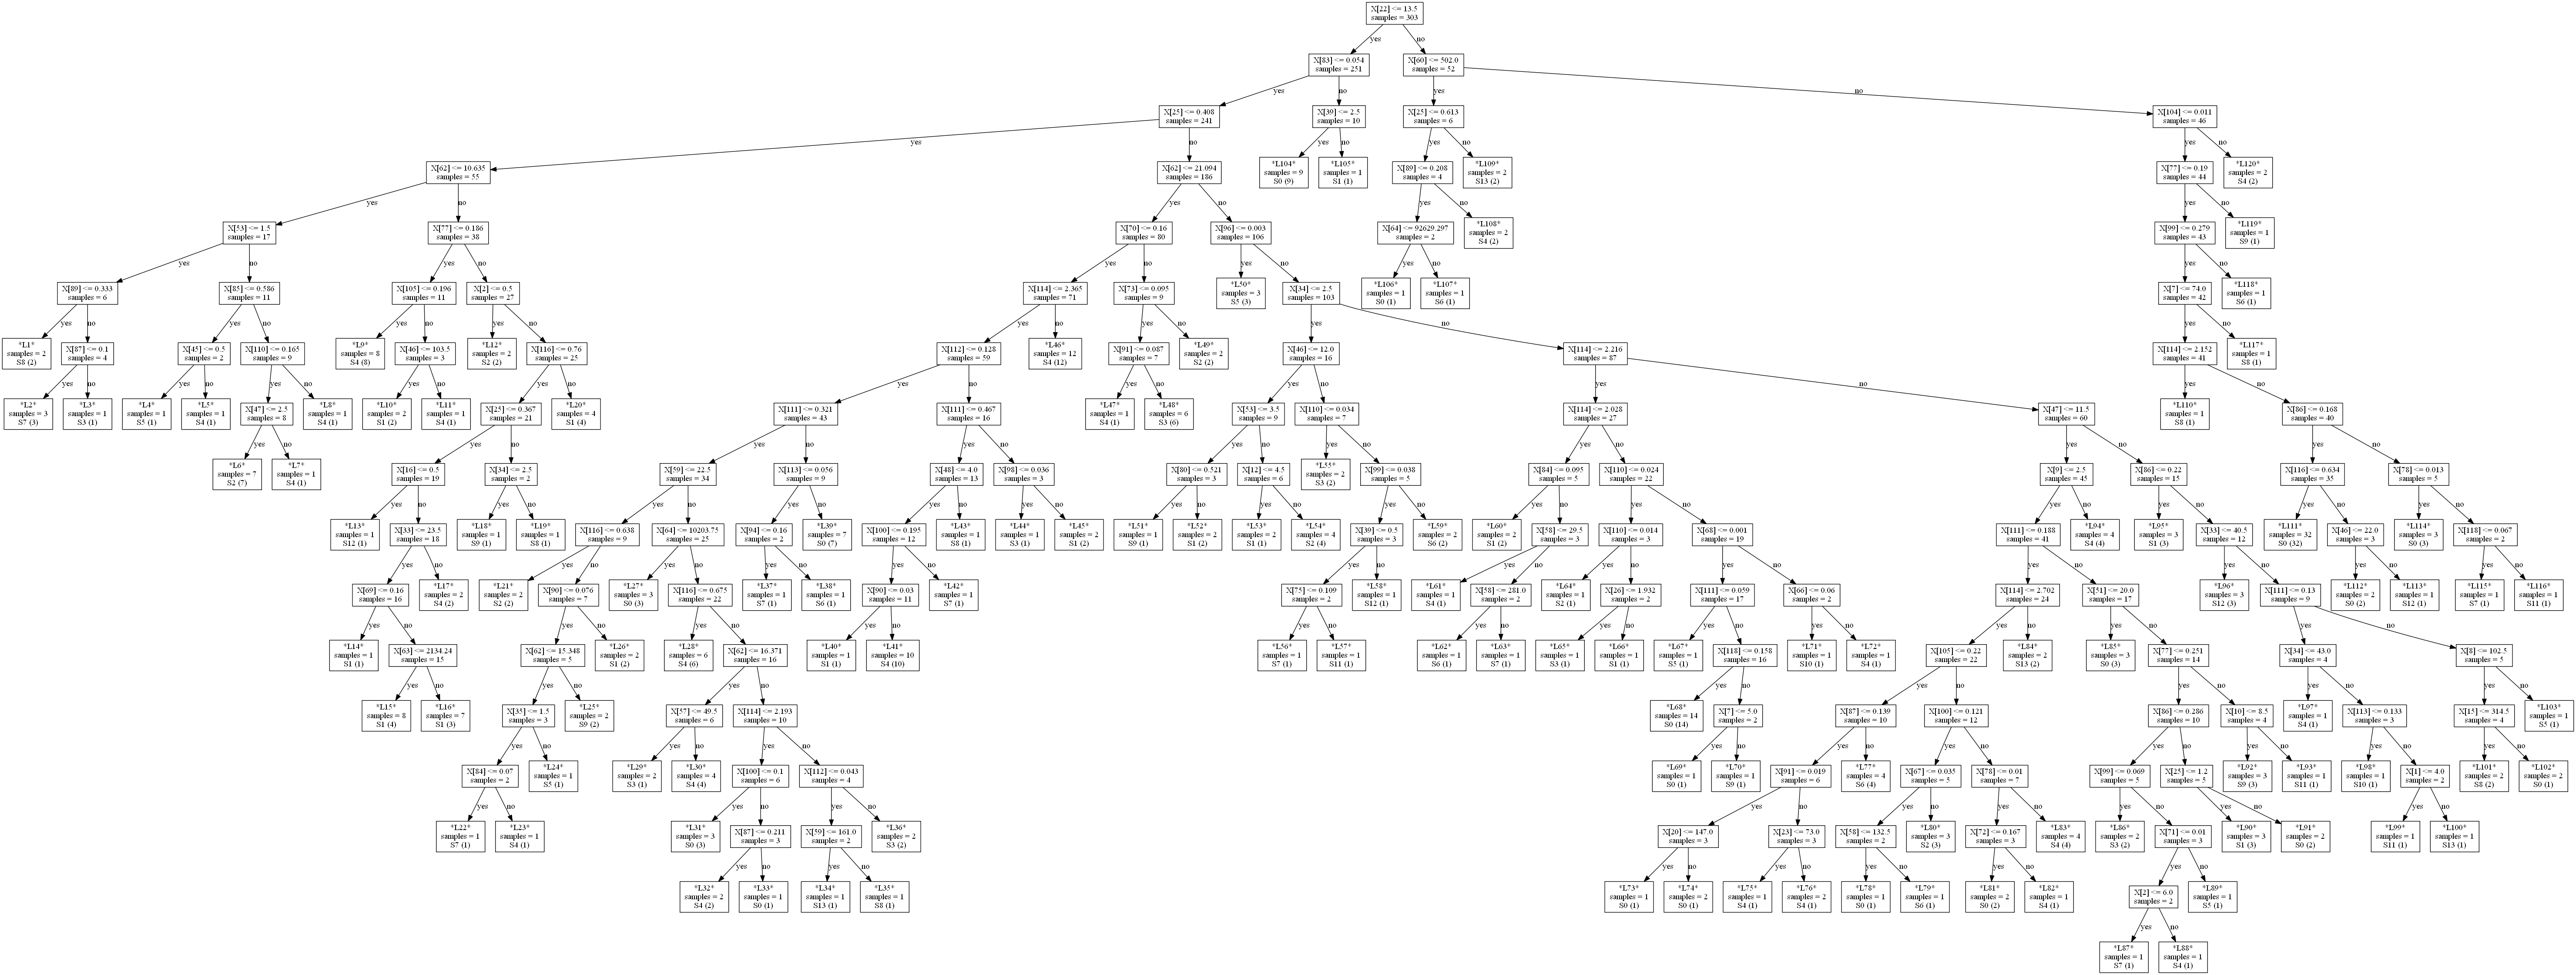 X[22] <= 13.5
samples = 303
yes
no
X[83] <= 0.054
samples = 251
X[60] <= 502.0
samples = 52
yes
no
yes
no
X[25] <= 0.408
samples = 241
X[39] <= 2.5
samples = 10
X[25] <= 0.613
samples = 6
X[104] <= 0.011
samples = 46
yes
no
yes
no
yes
no
yes
no
X[62] <= 10.635
samples = 55
X[62] <= 21.094
samples = 186
*L104*
samples = 9
S0 (9)
*L105*
samples = 1
S1 (1)
X[89] <= 0.208
samples = 4
*L109*
samples = 2
S13 (2)
X[77] <= 0.19
samples = 44
*L120*
samples = 2
S4 (2)
yes
no
yes
no
yes
no
yes
no
X[53] <= 1.5
samples = 17
X[77] <= 0.186
samples = 38
X[70] <= 0.16
samples = 80
X[96] <= 0.003
samples = 106
X[64] <= 92629.297
samples = 2
*L108*
samples = 2
S4 (2)
X[99] <= 0.279
samples = 43
*L119*
samples = 1
S9 (1)
yes
no
yes
no
yes
no
yes
no
yes
no
yes
no
X[89] <= 0.333
samples = 6
X[85] <= 0.586
samples = 11
X[105] <= 0.196
samples = 11
X[2] <= 0.5
samples = 27
X[114] <= 2.365
samples = 71
X[73] <= 0.095
samples = 9
*L50*
samples = 3
S5 (3)
X[34] <= 2.5
samples = 103
*L106*
samples = 1
S0 (1)
*L107*
samples = 1
S6 (1)
X[7] <= 74.0
samples = 42
*L118*
samples = 1
S6 (1)
yes
no
yes
no
yes
no
yes
no
yes
no
yes
no
yes
no
yes
no
*L1*
samples = 2
S8 (2)
X[87] <= 0.1
samples = 4
X[45] <= 0.5
samples = 2
X[110] <= 0.165
samples = 9
*L9*
samples = 8
S4 (8)
X[46] <= 103.5
samples = 3
*L12*
samples = 2
S2 (2)
X[116] <= 0.76
samples = 25
X[112] <= 0.128
samples = 59
*L46*
samples = 12
S4 (12)
X[91] <= 0.087
samples = 7
*L49*
samples = 2
S2 (2)
X[46] <= 12.0
samples = 16
X[114] <= 2.216
samples = 87
X[114] <= 2.152
samples = 41
*L117*
samples = 1
S8 (1)
yes
no
yes
no
yes
no
yes
no
yes
no
yes
no
yes
no
yes
no
yes
no
yes
no
*L2*
samples = 3
S7 (3)
*L3*
samples = 1
S3 (1)
*L4*
samples = 1
S5 (1)
*L5*
samples = 1
S4 (1)
X[47] <= 2.5
samples = 8
*L8*
samples = 1
S4 (1)
*L10*
samples = 2
S1 (2)
*L11*
samples = 1
S4 (1)
X[25] <= 0.367
samples = 21
*L20*
samples = 4
S1 (4)
X[111] <= 0.321
samples = 43
X[111] <= 0.467
samples = 16
*L47*
samples = 1
S4 (1)
*L48*
samples = 6
S3 (6)
X[53] <= 3.5
samples = 9
X[110] <= 0.034
samples = 7
X[114] <= 2.028
samples = 27
X[47] <= 11.5
samples = 60
*L110*
samples = 1
S8 (1)
X[86] <= 0.168
samples = 40
yes
no
yes
no
yes
no
yes
no
yes
no
yes
no
yes
no
yes
no
yes
no
*L6*
samples = 7
S2 (7)
*L7*
samples = 1
S4 (1)
X[16] <= 0.5
samples = 19
X[34] <= 2.5
samples = 2
X[59] <= 22.5
samples = 34
X[113] <= 0.056
samples = 9
X[48] <= 4.0
samples = 13
X[98] <= 0.036
samples = 3
X[80] <= 0.521
samples = 3
X[12] <= 4.5
samples = 6
*L55*
samples = 2
S3 (2)
X[99] <= 0.038
samples = 5
X[84] <= 0.095
samples = 5
X[110] <= 0.024
samples = 22
X[9] <= 2.5
samples = 45
X[86] <= 0.22
samples = 15
X[116] <= 0.634
samples = 35
X[78] <= 0.013
samples = 5
yes
no
yes
no
yes
no
yes
no
yes
no
yes
no
yes
no
yes
no
yes
no
yes
no
yes
no
yes
no
yes
no
yes
no
yes
no
*L13*
samples = 1
S12 (1)
X[33] <= 23.5
samples = 18
*L18*
samples = 1
S9 (1)
*L19*
samples = 1
S8 (1)
X[116] <= 0.638
samples = 9
X[64] <= 10203.75
samples = 25
X[94] <= 0.16
samples = 2
*L39*
samples = 7
S0 (7)
X[100] <= 0.195
samples = 12
*L43*
samples = 1
S8 (1)
*L44*
samples = 1
S3 (1)
*L45*
samples = 2
S1 (2)
*L51*
samples = 1
S9 (1)
*L52*
samples = 2
S1 (2)
*L53*
samples = 2
S1 (1)
*L54*
samples = 4
S2 (4)
X[39] <= 0.5
samples = 3
*L59*
samples = 2
S6 (2)
*L60*
samples = 2
S1 (2)
X[58] <= 29.5
samples = 3
X[110] <= 0.014
samples = 3
X[68] <= 0.001
samples = 19
X[111] <= 0.188
samples = 41
*L94*
samples = 4
S4 (4)
*L95*
samples = 3
S1 (3)
X[33] <= 40.5
samples = 12
*L111*
samples = 32
S0 (32)
X[46] <= 22.0
samples = 3
*L114*
samples = 3
S0 (3)
X[118] <= 0.067
samples = 2
yes
no
yes
no
yes
no
yes
no
yes
no
yes
no
yes
no
yes
no
yes
no
yes
no
yes
no
yes
no
yes
no
X[69] <= 0.16
samples = 16
*L17*
samples = 2
S4 (2)
*L21*
samples = 2
S2 (2)
X[90] <= 0.076
samples = 7
*L27*
samples = 3
S0 (3)
X[116] <= 0.675
samples = 22
*L37*
samples = 1
S7 (1)
*L38*
samples = 1
S6 (1)
X[90] <= 0.03
samples = 11
*L42*
samples = 1
S7 (1)
X[75] <= 0.109
samples = 2
*L58*
samples = 1
S12 (1)
*L61*
samples = 1
S4 (1)
X[58] <= 281.0
samples = 2
*L64*
samples = 1
S2 (1)
X[26] <= 1.932
samples = 2
X[111] <= 0.059
samples = 17
X[66] <= 0.06
samples = 2
X[114] <= 2.702
samples = 24
X[51] <= 20.0
samples = 17
*L96*
samples = 3
S12 (3)
X[111] <= 0.13
samples = 9
*L112*
samples = 2
S0 (2)
*L113*
samples = 1
S12 (1)
*L115*
samples = 1
S7 (1)
*L116*
samples = 1
S11 (1)
yes
no
yes
no
yes
no
yes
no
yes
no
yes
no
yes
no
yes
no
yes
no
yes
no
yes
no
yes
no
*L14*
samples = 1
S1 (1)
X[63] <= 2134.24
samples = 15
X[62] <= 15.348
samples = 5
*L26*
samples = 2
S1 (2)
*L28*
samples = 6
S4 (6)
X[62] <= 16.371
samples = 16
*L40*
samples = 1
S1 (1)
*L41*
samples = 10
S4 (10)
*L56*
samples = 1
S7 (1)
*L57*
samples = 1
S11 (1)
*L62*
samples = 1
S6 (1)
*L63*
samples = 1
S7 (1)
*L65*
samples = 1
S3 (1)
*L66*
samples = 1
S1 (1)
*L67*
samples = 1
S5 (1)
X[118] <= 0.158
samples = 16
*L71*
samples = 1
S10 (1)
*L72*
samples = 1
S4 (1)
X[105] <= 0.22
samples = 22
*L84*
samples = 2
S13 (2)
*L85*
samples = 3
S0 (3)
X[77] <= 0.251
samples = 14
X[34] <= 43.0
samples = 4
X[8] <= 102.5
samples = 5
yes
no
yes
no
yes
no
yes
no
yes
no
yes
no
yes
no
yes
no
*L15*
samples = 8
S1 (4)
*L16*
samples = 7
S1 (3)
X[35] <= 1.5
samples = 3
*L25*
samples = 2
S9 (2)
X[57] <= 49.5
samples = 6
X[114] <= 2.193
samples = 10
*L68*
samples = 14
S0 (14)
X[7] <= 5.0
samples = 2
X[87] <= 0.139
samples = 10
X[100] <= 0.121
samples = 12
X[86] <= 0.286
samples = 10
X[10] <= 8.5
samples = 4
*L97*
samples = 1
S4 (1)
X[113] <= 0.133
samples = 3
X[15] <= 314.5
samples = 4
*L103*
samples = 1
S5 (1)
yes
no
yes
no
yes
no
yes
no
yes
no
yes
no
yes
no
yes
no
yes
no
yes
no
X[84] <= 0.07
samples = 2
*L24*
samples = 1
S5 (1)
*L29*
samples = 2
S3 (1)
*L30*
samples = 4
S4 (4)
X[100] <= 0.1
samples = 6
X[112] <= 0.043
samples = 4
*L69*
samples = 1
S0 (1)
*L70*
samples = 1
S9 (1)
X[91] <= 0.019
samples = 6
*L77*
samples = 4
S6 (4)
X[67] <= 0.035
samples = 5
X[78] <= 0.01
samples = 7
X[99] <= 0.069
samples = 5
X[25] <= 1.2
samples = 5
*L92*
samples = 3
S9 (3)
*L93*
samples = 1
S11 (1)
*L98*
samples = 1
S10 (1)
X[1] <= 4.0
samples = 2
*L101*
samples = 2
S8 (2)
*L102*
samples = 2
S0 (1)
yes
no
yes
no
yes
no
yes
no
yes
no
yes
no
yes
no
yes
no
yes
no
*L22*
samples = 1
S7 (1)
*L23*
samples = 1
S4 (1)
*L31*
samples = 3
S0 (3)
X[87] <= 0.211
samples = 3
X[59] <= 161.0
samples = 2
*L36*
samples = 2
S3 (2)
X[20] <= 147.0
samples = 3
X[23] <= 73.0
samples = 3
X[58] <= 132.5
samples = 2
*L80*
samples = 3
S2 (3)
X[72] <= 0.167
samples = 3
*L83*
samples = 4
S4 (4)
*L86*
samples = 2
S3 (2)
X[71] <= 0.01
samples = 3
*L90*
samples = 3
S1 (3)
*L91*
samples = 2
S0 (2)
*L99*
samples = 1
S11 (1)
*L100*
samples = 1
S13 (1)
yes
no
yes
no
yes
no
yes
no
yes
no
yes
no
yes
no
*L32*
samples = 2
S4 (2)
*L33*
samples = 1
S0 (1)
*L34*
samples = 1
S13 (1)
*L35*
samples = 1
S8 (1)
*L73*
samples = 1
S0 (1)
*L74*
samples = 2
S0 (1)
*L75*
samples = 1
S4 (1)
*L76*
samples = 2
S4 (1)
*L78*
samples = 1
S0 (1)
*L79*
samples = 1
S6 (1)
*L81*
samples = 2
S0 (2)
*L82*
samples = 1
S4 (1)
X[2] <= 6.0
samples = 2
*L89*
samples = 1
S5 (1)
yes
no
*L87*
samples = 1
S7 (1)
*L88*
samples = 1
S4 (1)